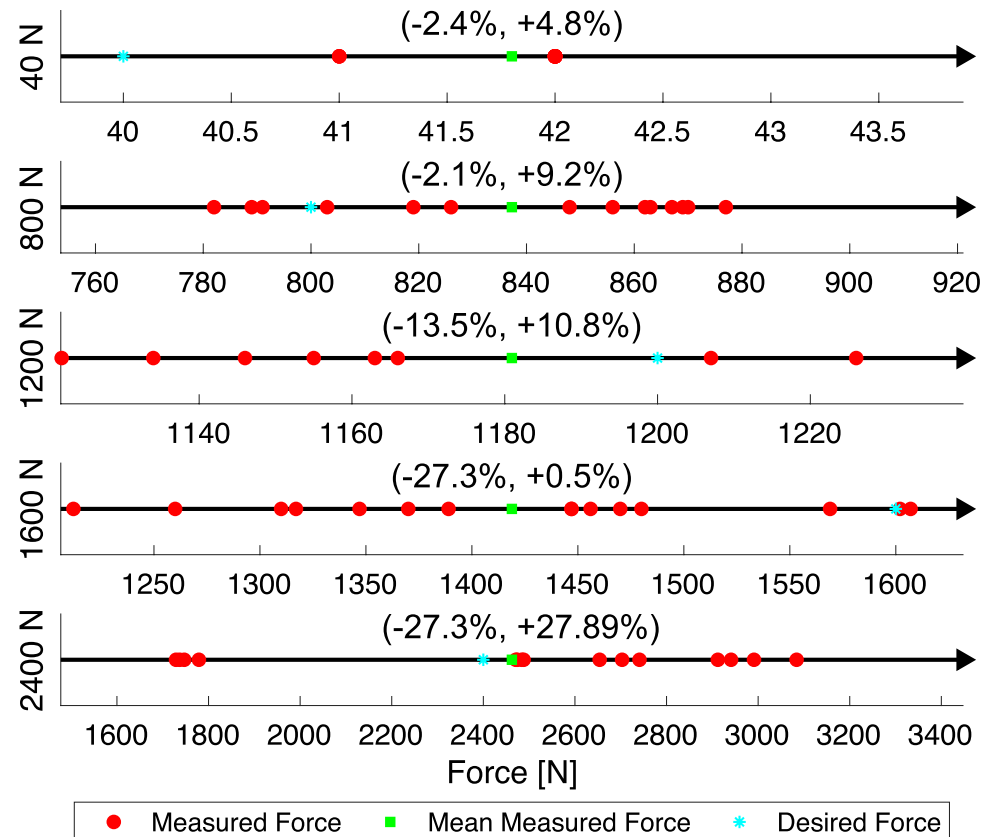 (-2.4%, +4.8%)
40 N
40 40.5 41 41.5 42 42.5 43 43.5
(-2.1%, +9.2%)
800 N
760 780 800 820 840 860 880 900 920
(-13.5%, +10.8%)
1200 N
1140 1160 1180 1200 1220
(-27.3%, +0.5%)
1600 N
1250 1300 1350 1400 1450 1500 1550 1600
(-27.3%, +27.89%)
2400 N
1600 1800 2000 2200 2400 2600 2800 3000 3200 3400
Force [N]
Measured Force Mean Measured Force Desired Force